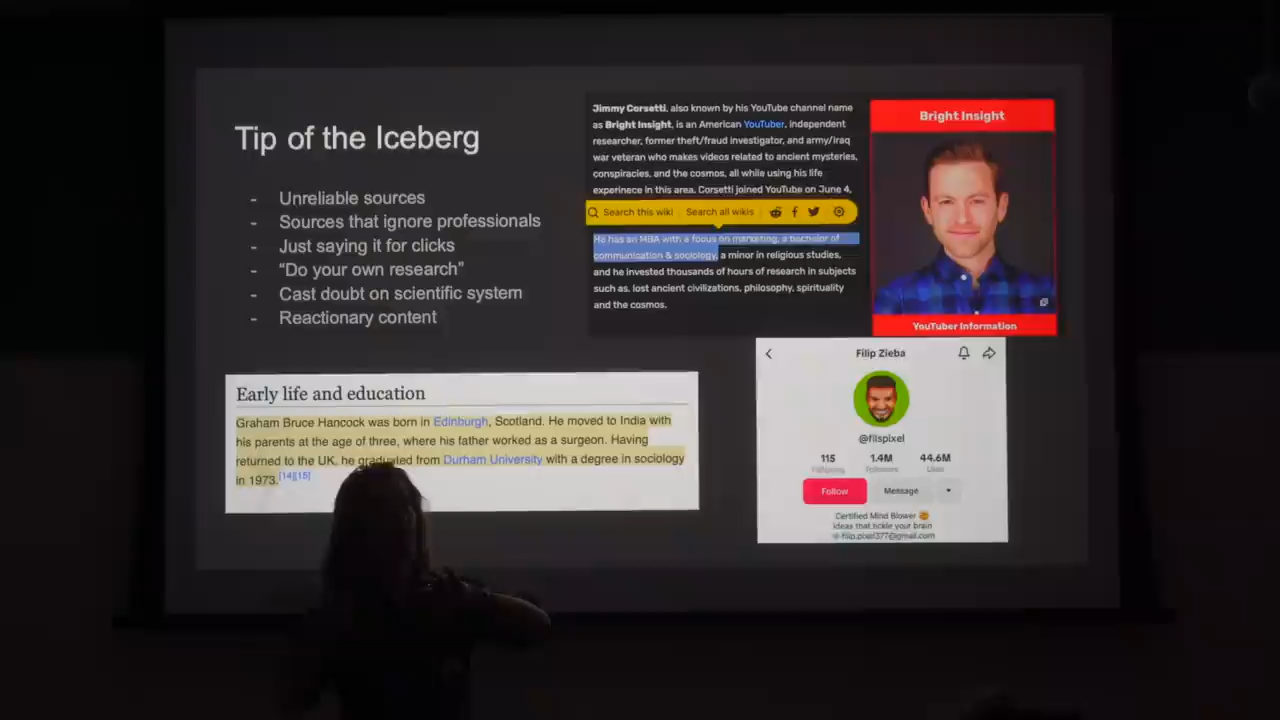 Tip of the Iceberg
- Unreliable sources
- Sources that ignore professionals
- Just saying it for clicks
- “Do your own research”
- Cast doubt on scientific system
- Reactionary content
Jimmy Corsetti, also known by his YouTube channel name
as Bright Insight, is an American YouTuber, independent
researcher, former theft/fraud investigator, and army/Iraq
war veteran who makes videos related to ancient mysteries,
conspiracies, and the cosmos, all while using his life
experinece in this area. Corsetti joined YouTube on June 4,
Search this wiki Search all wikis
He has an MBA with a focus on marketing, a bachelor of
communication & sociology, a minor in religious studies,
and he invested thousands of hours of research in subjects
such as, lost ancient civilizations, philosophy, spirituality
and the cosmos.
Bright Insight
YouTuber Information
Early life and education
Graham Bruce Hancock was born in Edinburgh, Scotland. He moved to India with
his parents at the age of three, where his father worked as a surgeon. Having
returned to the UK, he graduated from Durham University with a degree in sociology
in 1973.[14][15]
Filip Zieba
@filspixel
115 1.4M 44.6M
Following Followers Likes
Follow Message
Certified Mind Blower
Ideas that tickle your brain
filip.pixel377@gmail.com